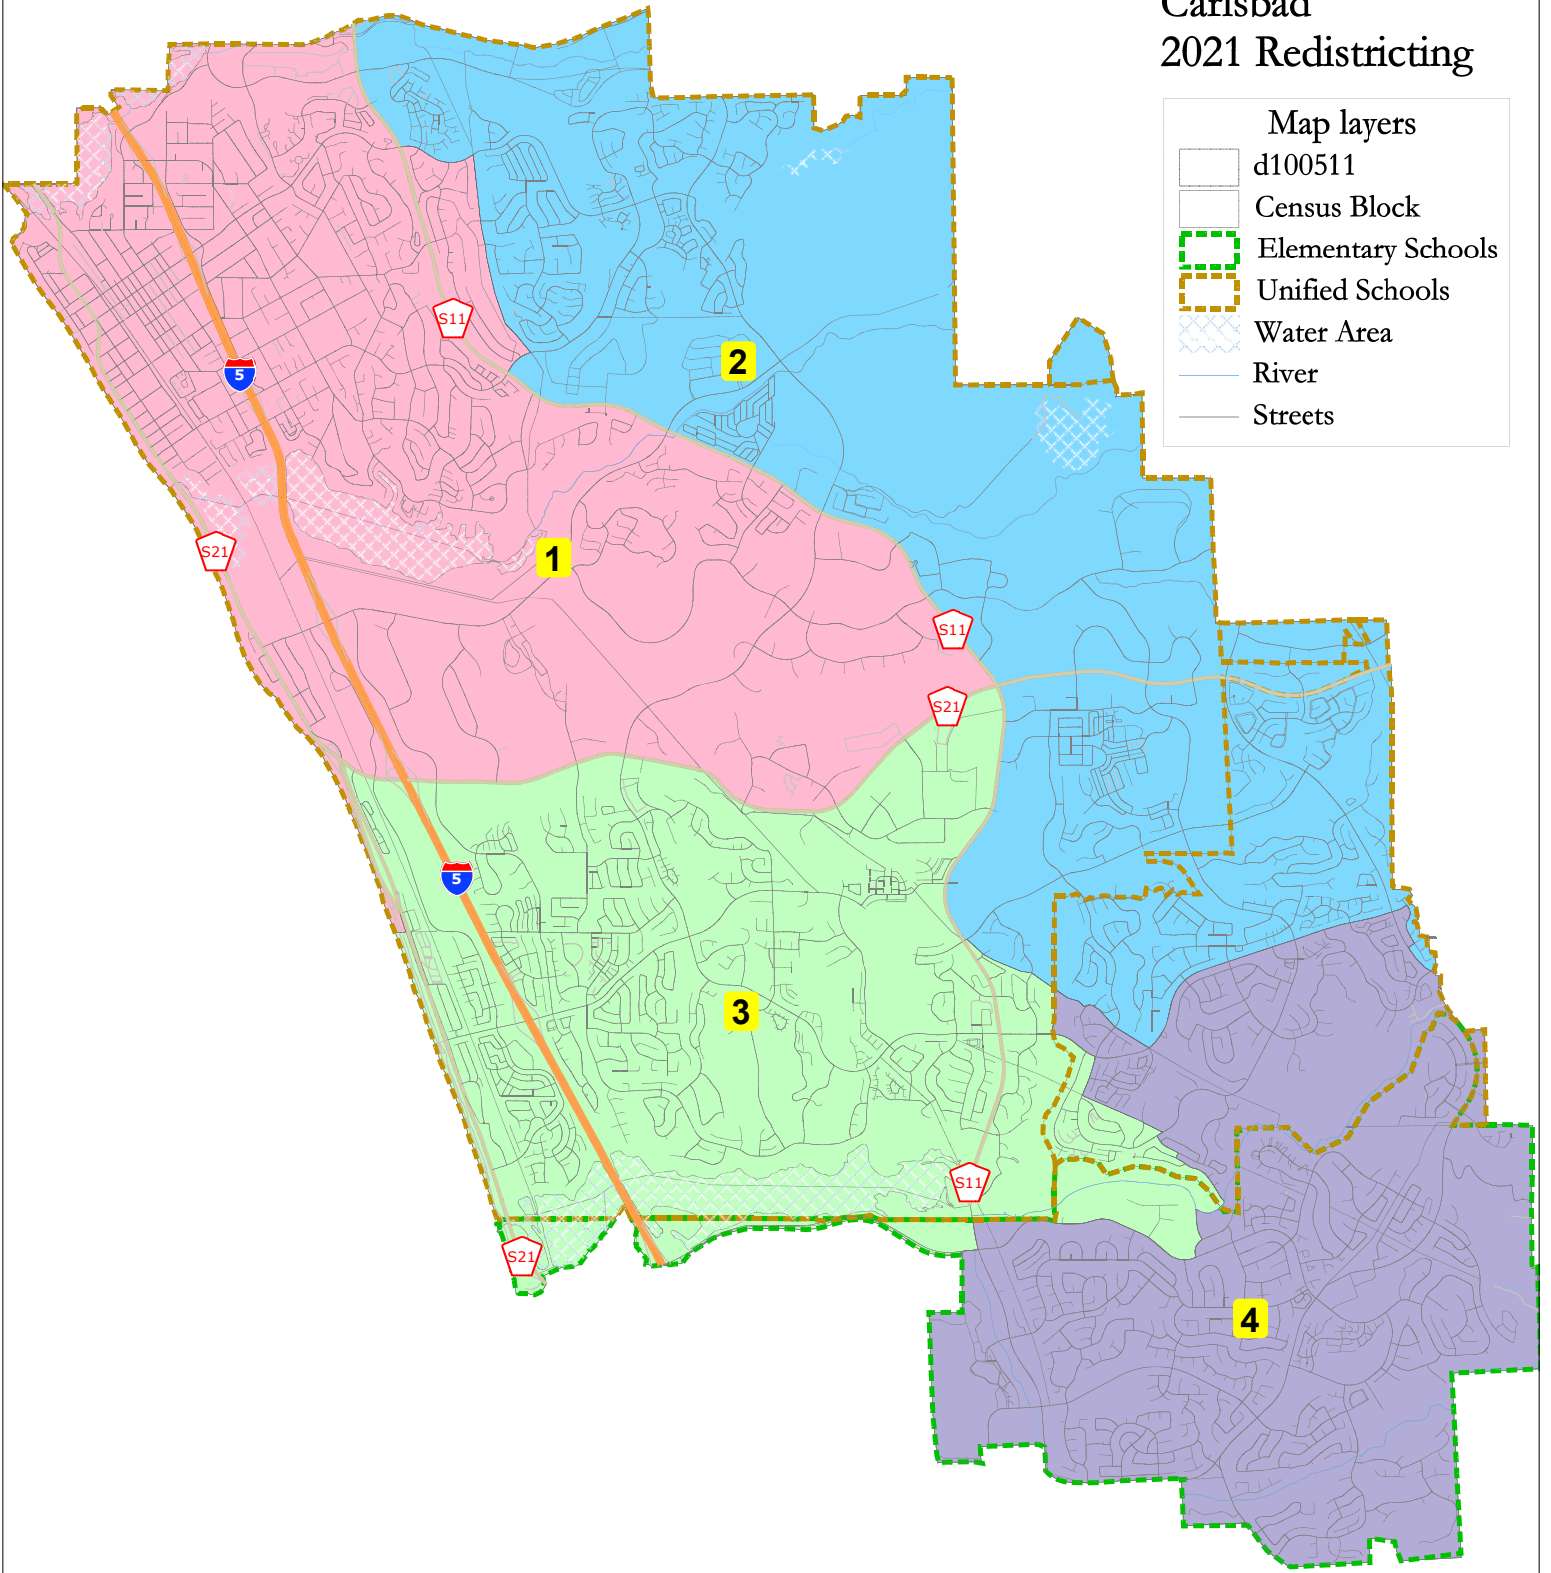 Carlsbad
2021 Redistricting
Map layers
d100511
Census Block
Elementary Schools
Unified Schools
Water Area
River
Streets
S11
2
5
S21
1
S11
S21
5
3
S11
S21
4